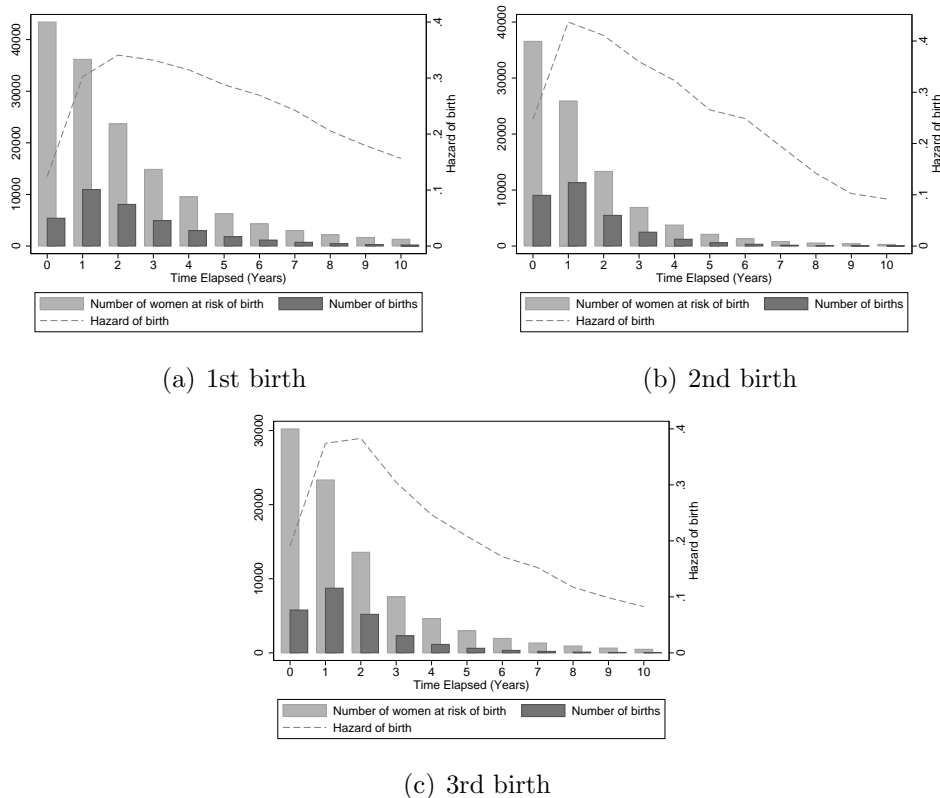 40000
30000
20000
10000
0
.4
.3
.2
.1
0
Hazard of birth
0 1 2 3 4 5 6 7 8 9 10
Time Elapsed (Years)
Number of women at risk of birth Number of births
Hazard of birth
(a) 1st birth
40000
30000
20000
10000
0
.4
.3
.2
.1
0
Hazard of birth
0 1 2 3 4 5 6 7 8 9 10
Time Elapsed (Years)
Number of women at risk of birth Number of births
Hazard of birth
(b) 2nd birth
30000
20000
10000
0
.4
.3
.2
.1
0
Hazard of birth
0 1 2 3 4 5 6 7 8 9 10
Time Elapsed (Years)
Number of women at risk of birth Number of births
Hazard of birth
(c) 3rd birth